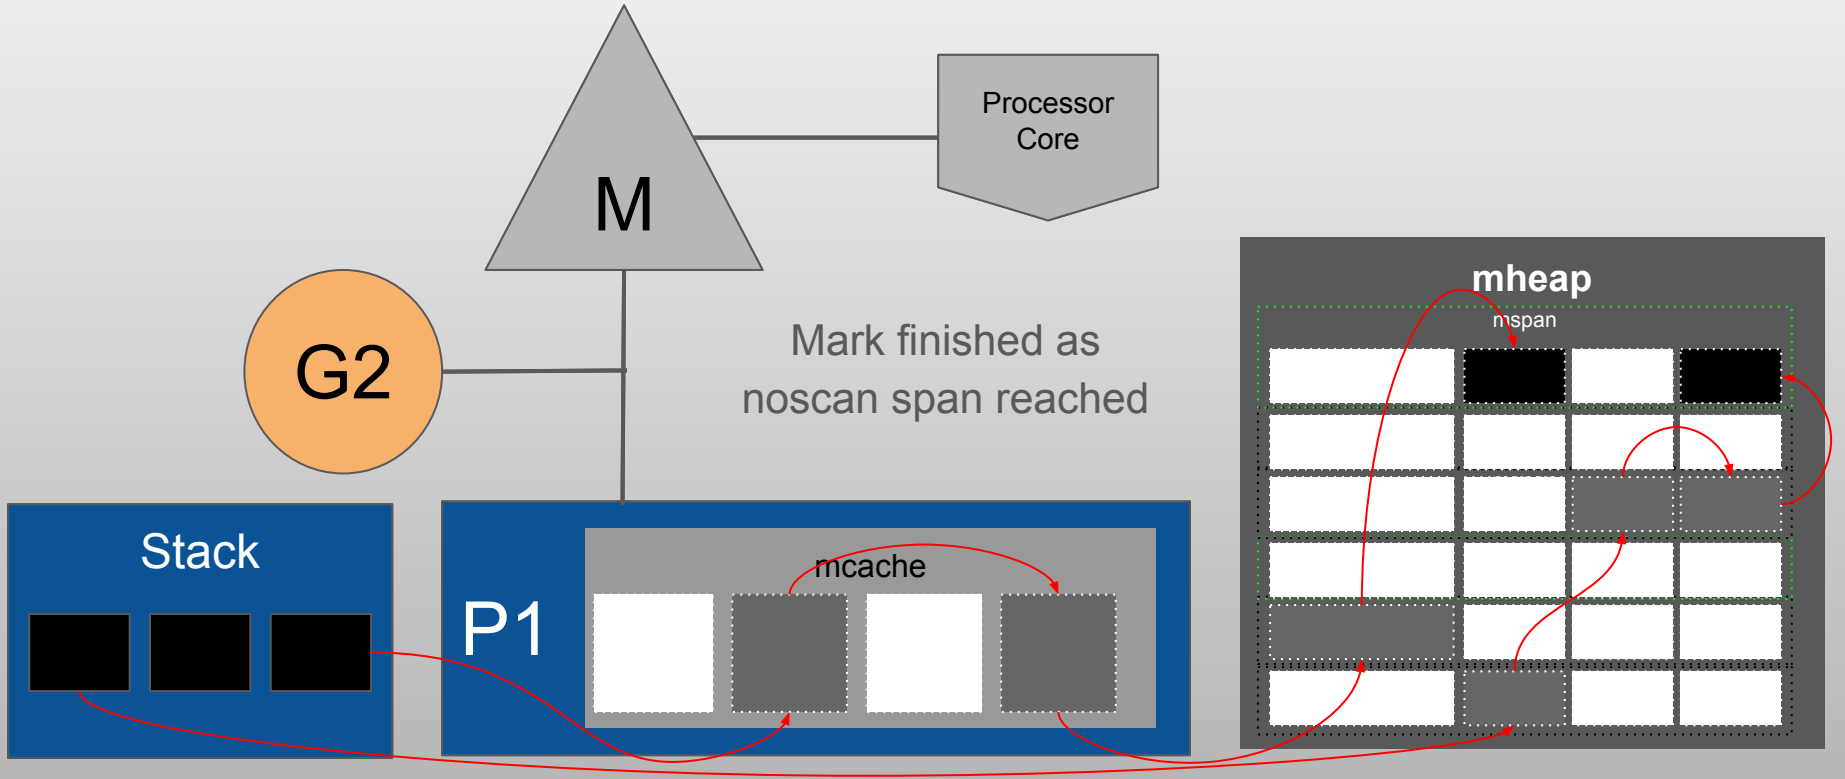 Processor
Core
M
mheap
mspan
G2
Mark finished as
noscan span reached
Stack
mcache
P1